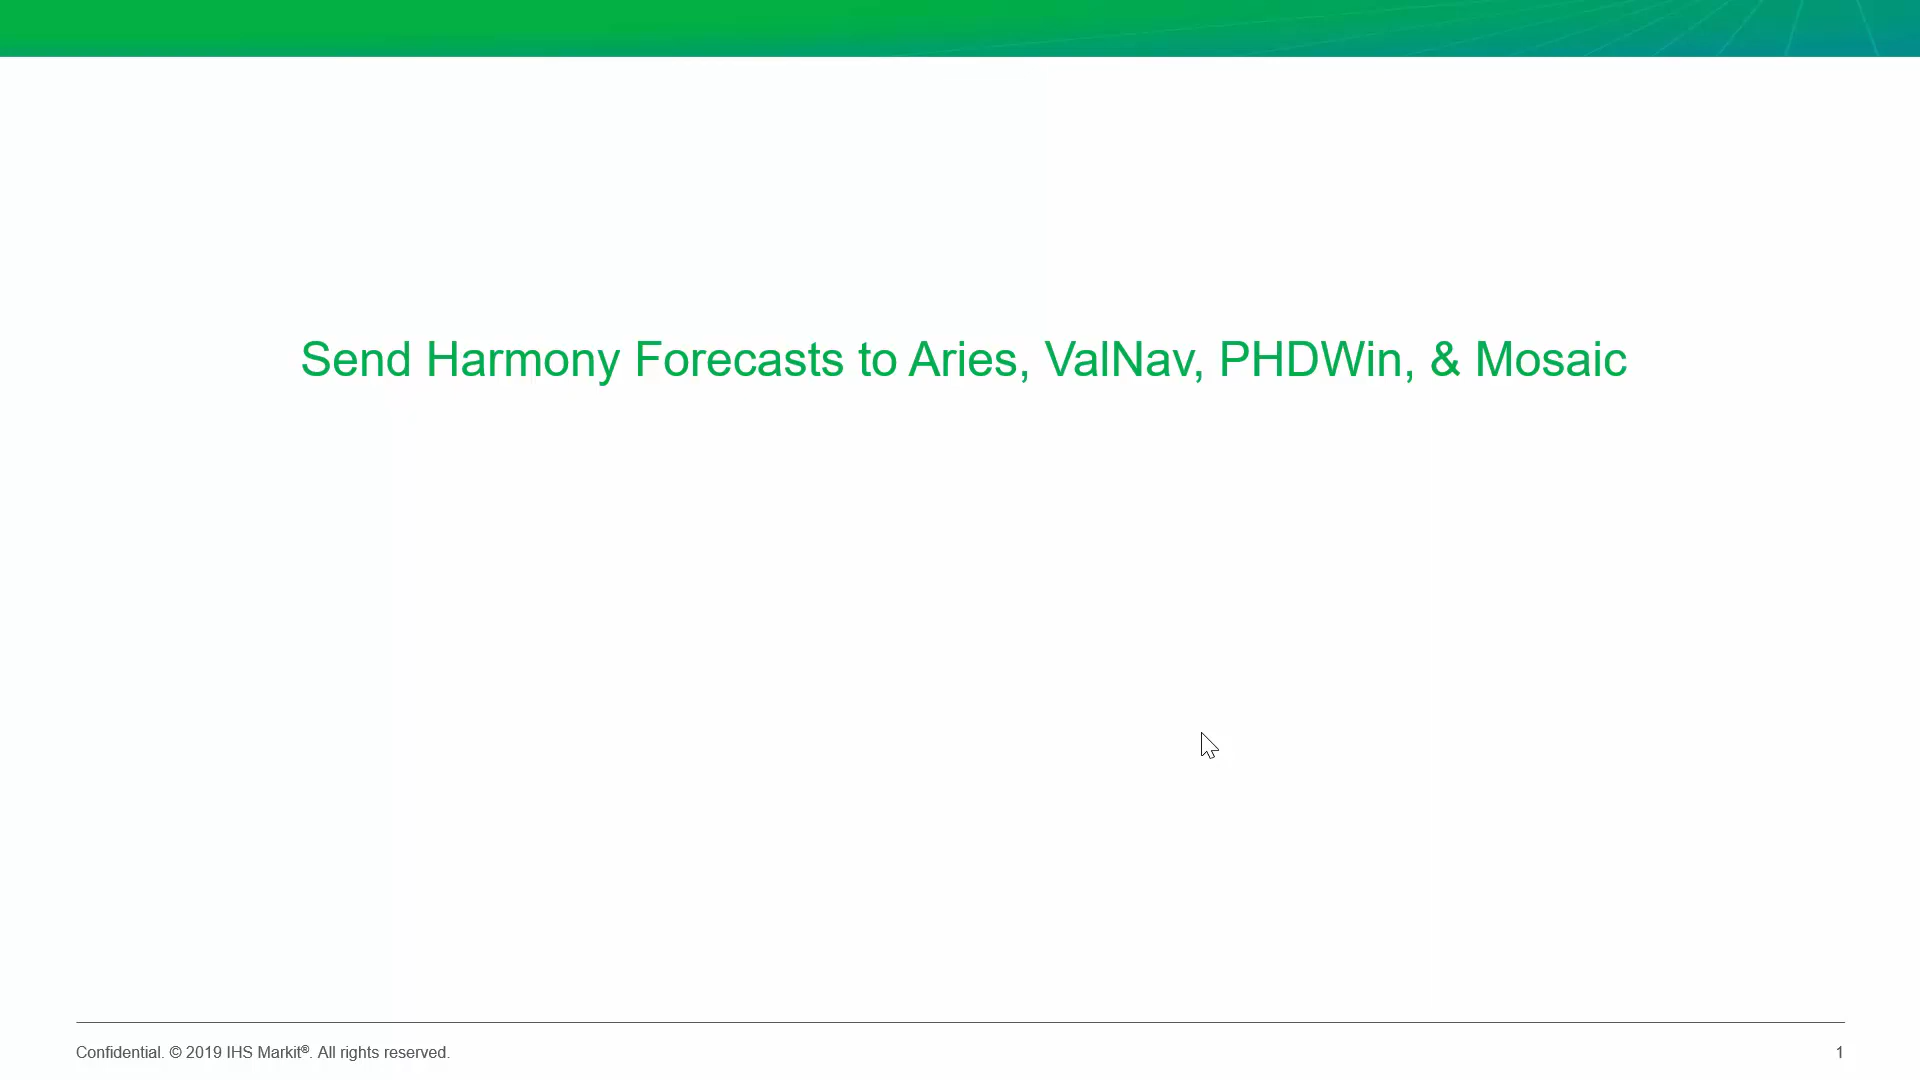 Send Harmony Forecasts to Aries, ValNav, PHDWin, & Mosaic
Confidential. © 2019 IHS Markit®. All rights reserved.
1